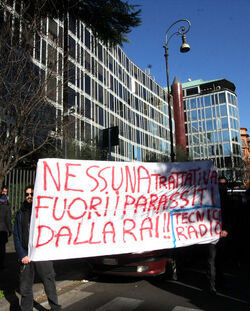 NESSUNA TRATTATIVA
FUORI I PARASSITI
DALLA RAI!! TECNICI
RADIO